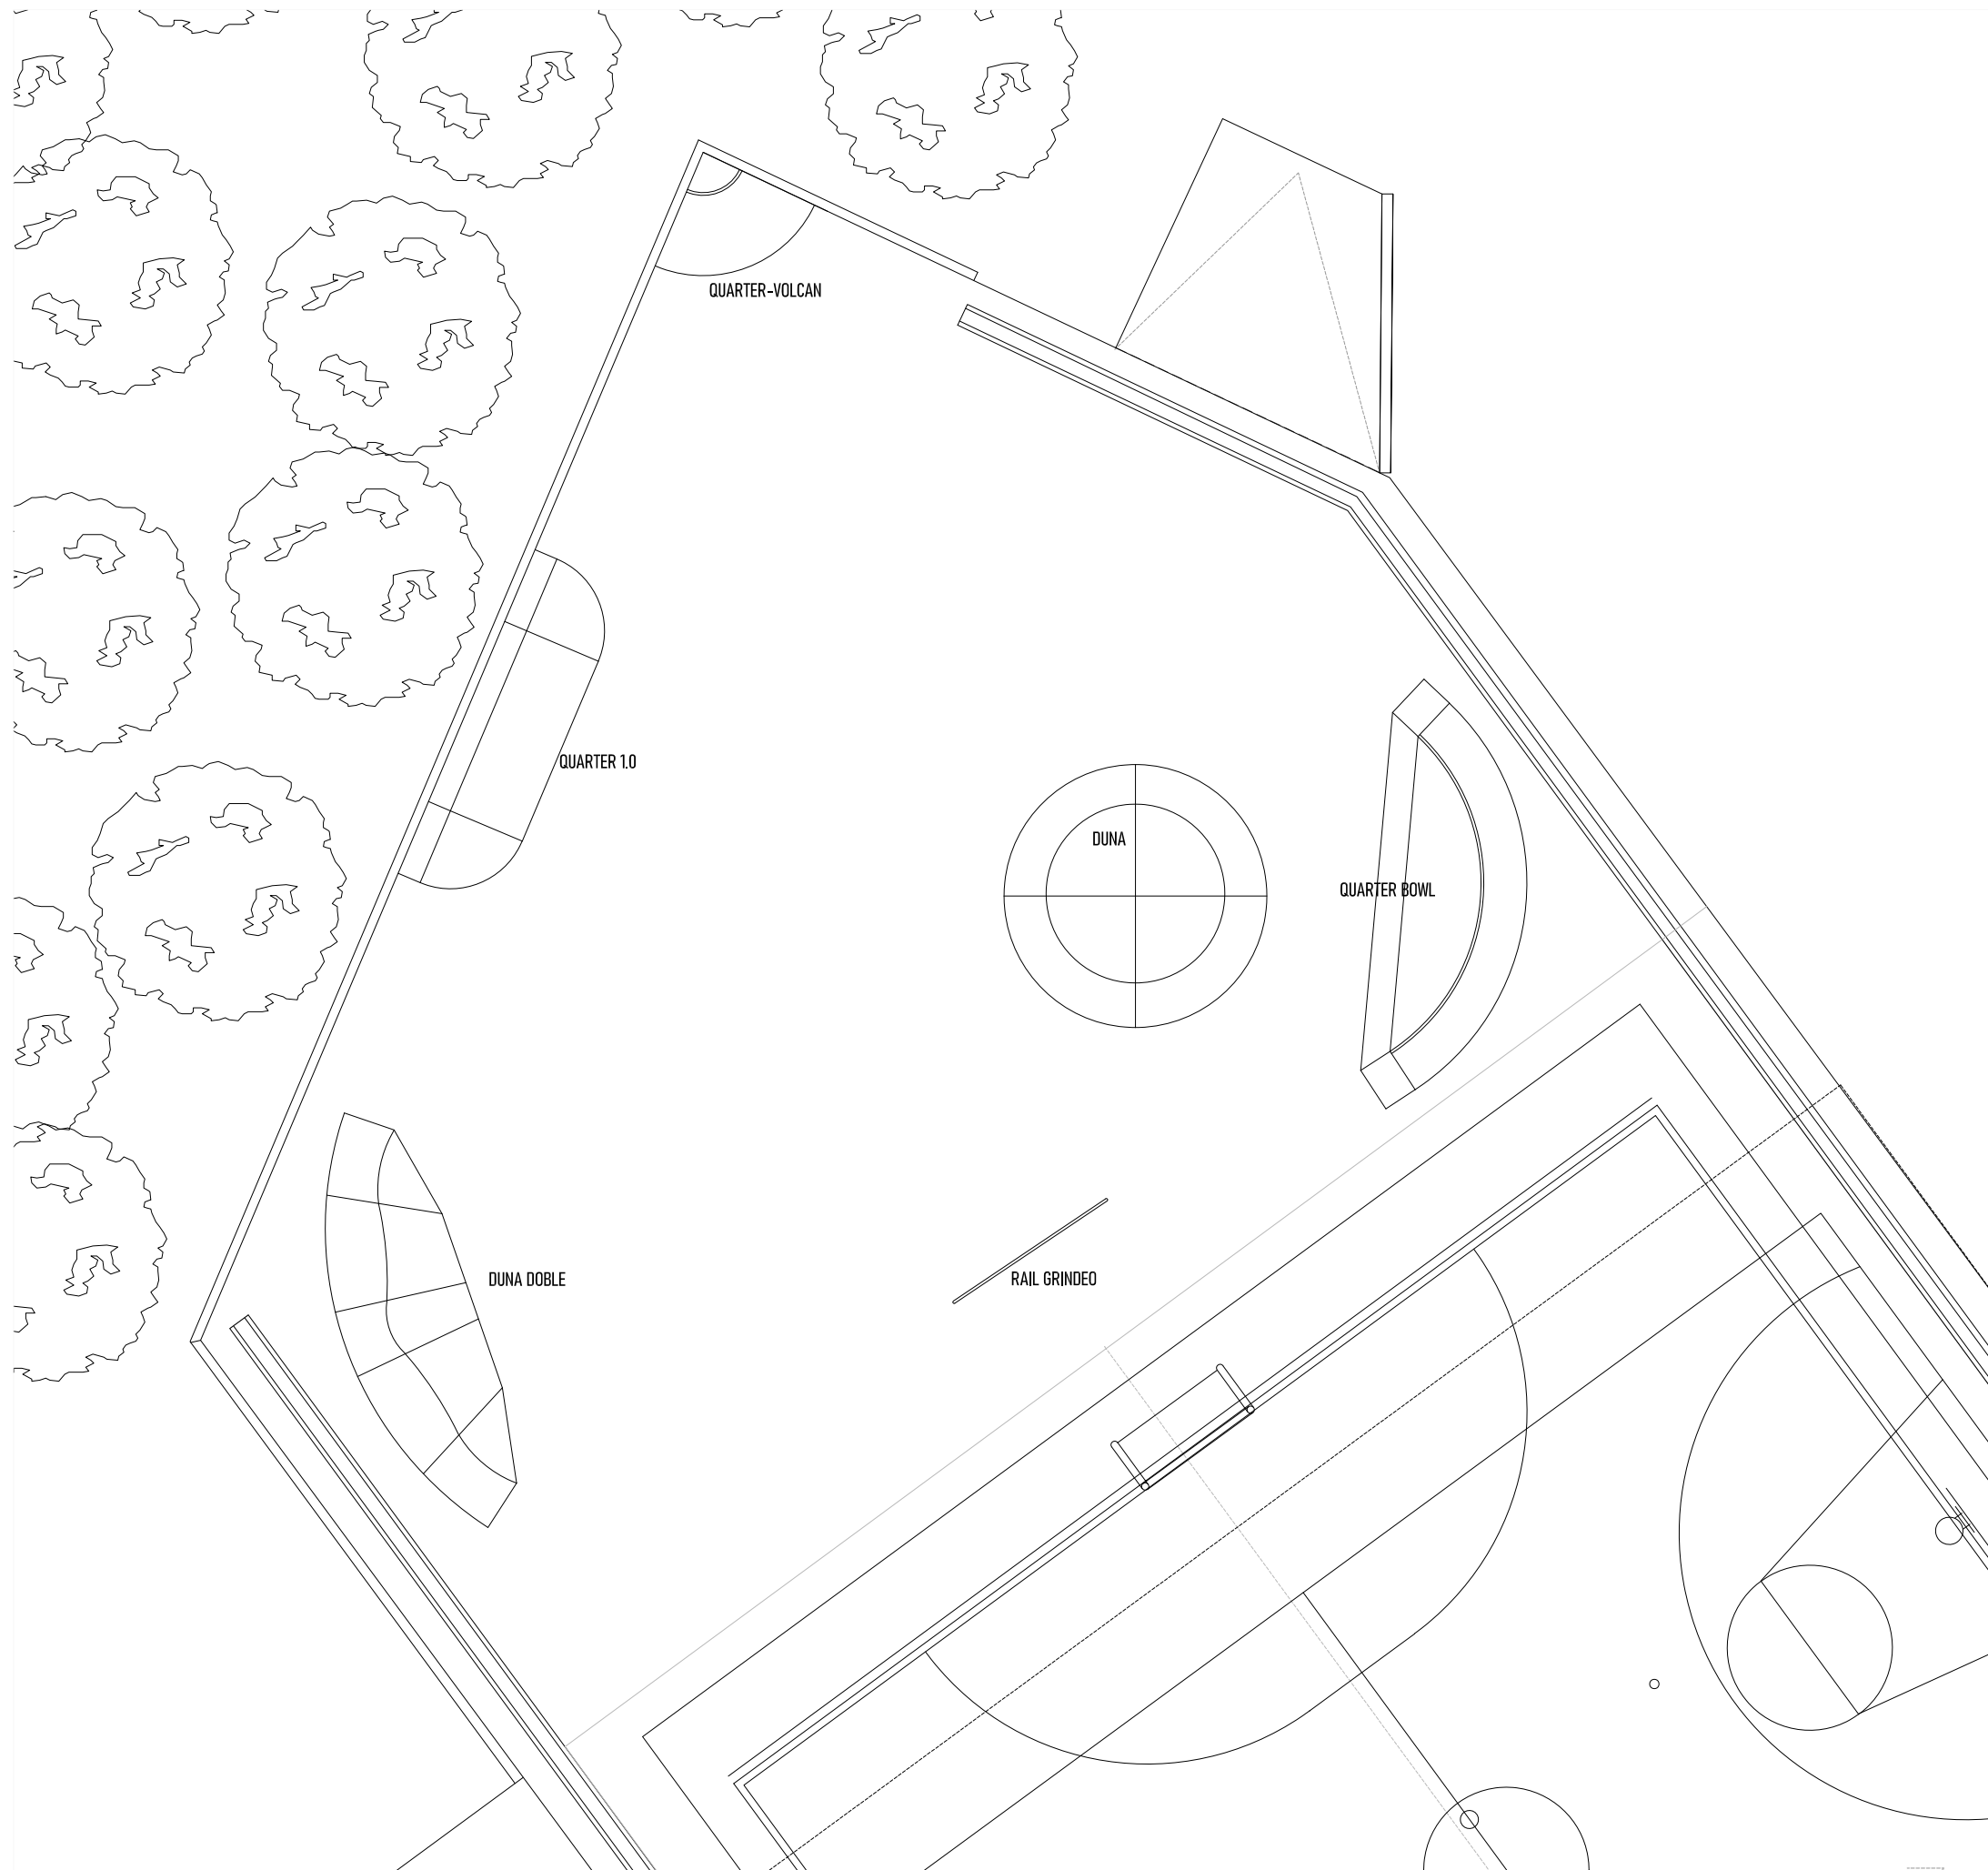 QUARTER-VOLCAN
QUARTER 1.0
DUNA
QUARTER BOWL
DUNA DOBLE
RAIL GRINDEO